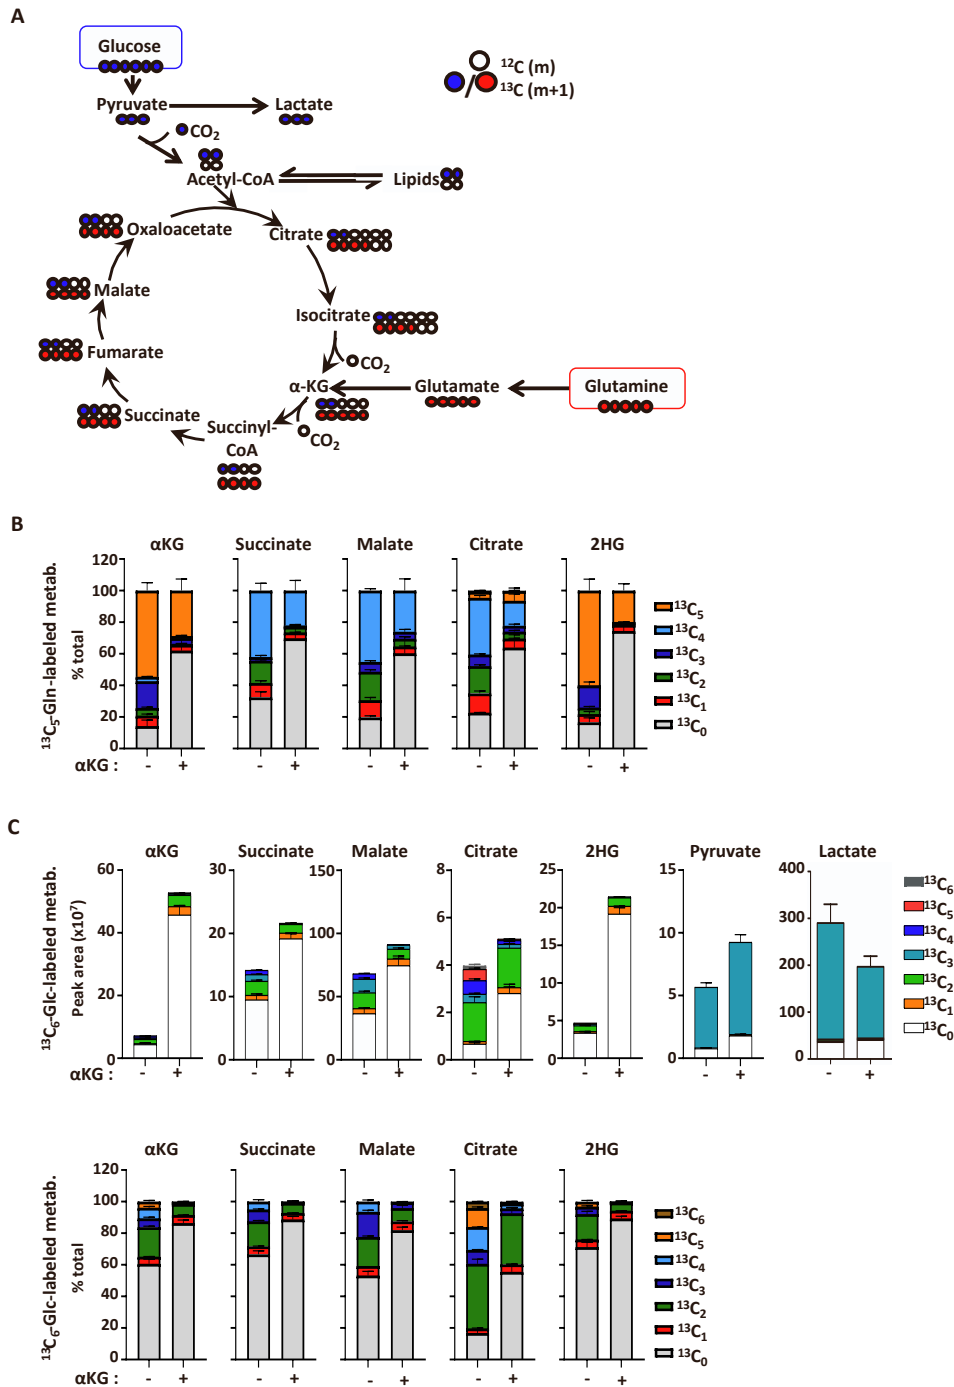 A
Glucose
¹²C (m)
¹³C (m+1)
/
Pyruvate
Lactate
CO₂
Acetyl-CoA
Lipids
Oxaloacetate
Citrate
Malate
Isocitrate
Fumarate
CO₂
α-KG
Glutamate
Glutamine
Succinate
Succinyl-
CoA
CO₂
B
αKG Succinate Malate Citrate 2HG
¹³C₅-Gln-labeled metab.
% total
120
100
80
60
40
20
0
¹³C₅
¹³C₄
¹³C₃
¹³C₂
¹³C₁
¹³C₀
αKG : - + - + - + - + - +
C
αKG Succinate Malate Citrate 2HG Pyruvate Lactate
¹³C₆-Glc-labeled metab.
Peak area (x10⁷)
60
40
20
0
30
20
10
0
150
100
50
0
8
6
4
2
0
25
20
15
10
5
0
15
10
5
0
400
300
200
100
0
¹³C₆
¹³C₅
¹³C₄
¹³C₃
¹³C₂
¹³C₁
¹³C₀
αKG : - + - + - + - + - + - + - +
αKG Succinate Malate Citrate 2HG
¹³C₆-Glc-labeled metab.
% total
120
100
80
60
40
20
0
¹³C₆
¹³C₅
¹³C₄
¹³C₃
¹³C₂
¹³C₁
¹³C₀
αKG : - + - + - + - + - +